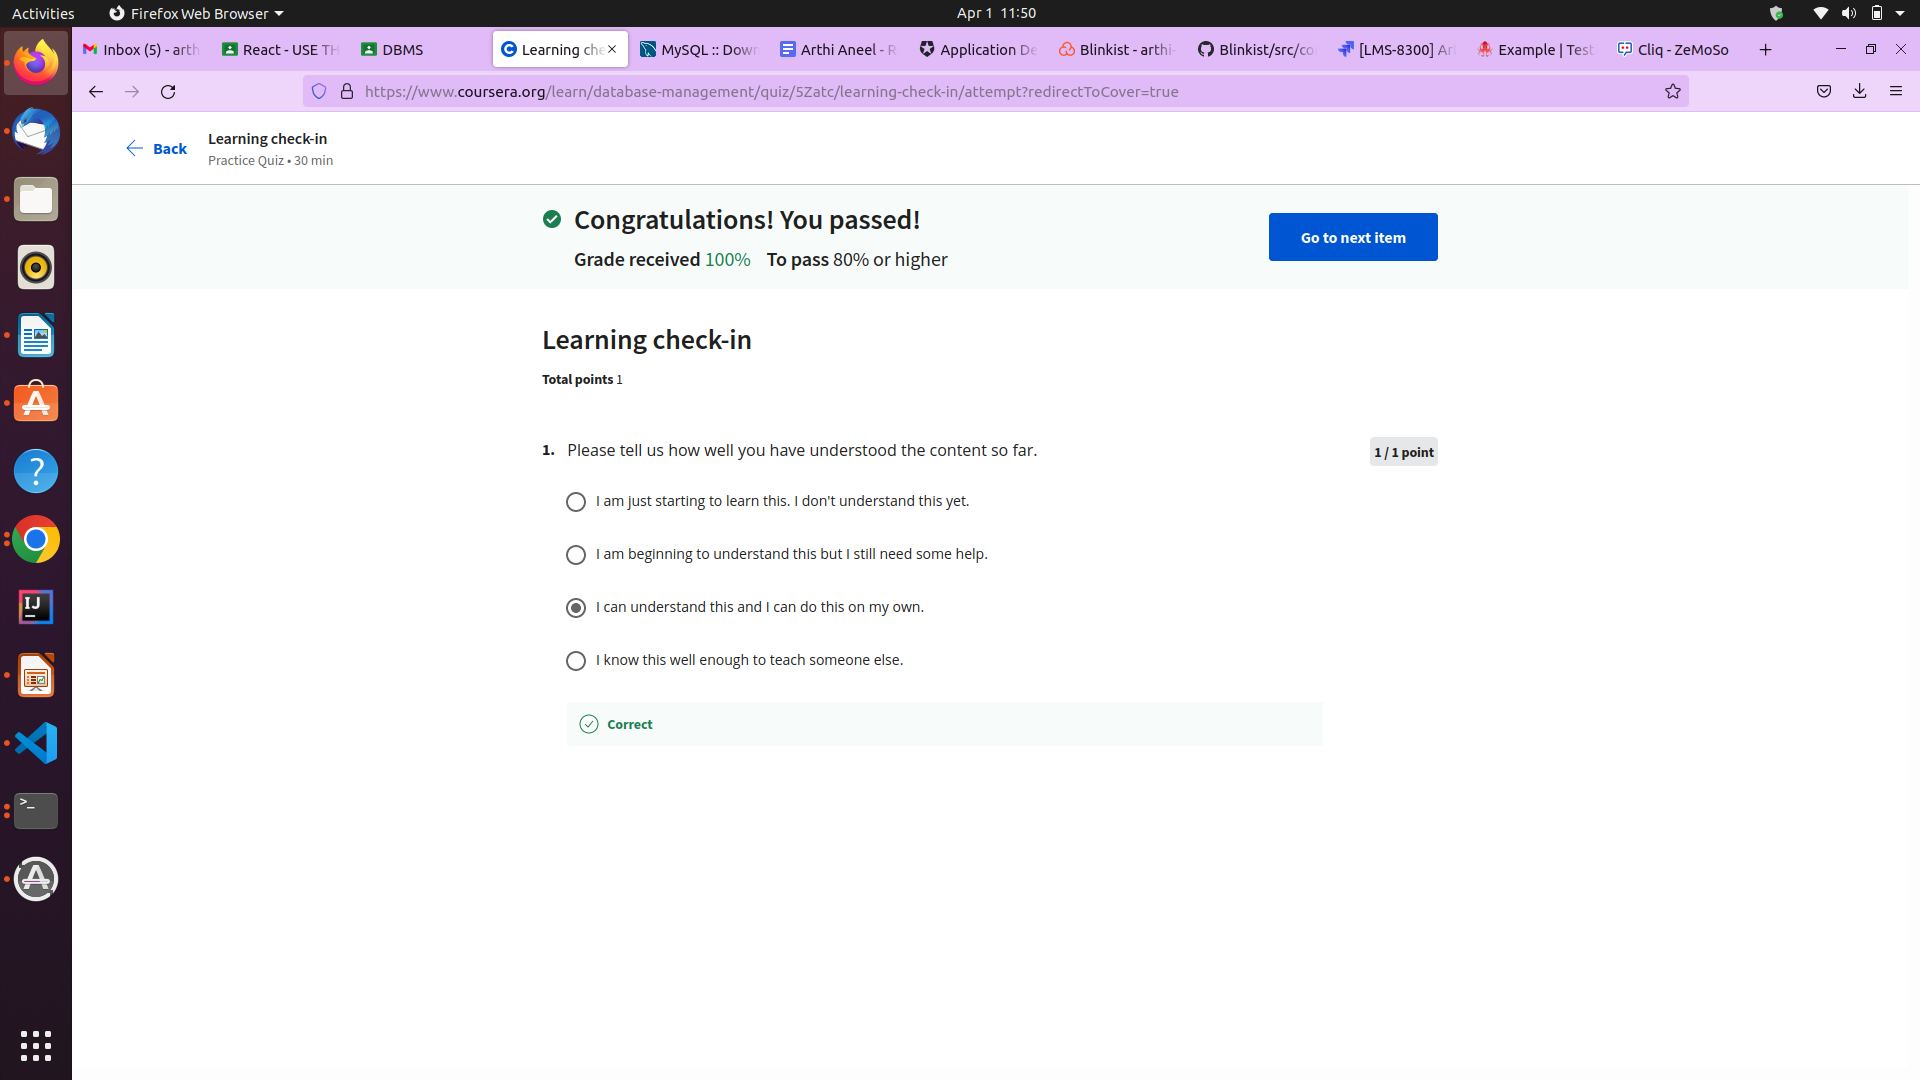 Activities
Firefox Web Browser
Apr 1 11:50
Inbox (5) - arth
React - USE TH
DBMS
Learning che
MySQL :: Dow
Arthi Aneel - R
Application De
Blinkist - arthi-
Blinkist/src/co
[LMS-8300] Ar
Example | Test
Cliq - ZeMoSo
https://www.coursera.org/learn/database-management/quiz/5Zatc/learning-check-in/attempt?redirectToCover=true
Back
Learning check-in
Practice Quiz • 30 min
Congratulations! You passed!
Grade received 100% To pass 80% or higher
Go to next item
Learning check-in
Total points 1
1. Please tell us how well you have understood the content so far.
1 / 1 point
I am just starting to learn this. I don't understand this yet.
I am beginning to understand this but I still need some help.
I can understand this and I can do this on my own.
I know this well enough to teach someone else.
Correct